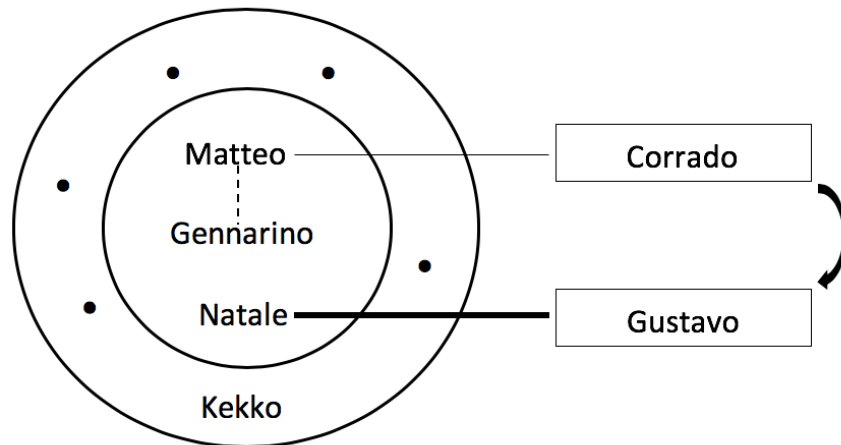 Matteo
Corrado
Gennarino
Natale
Gustavo
Kekko